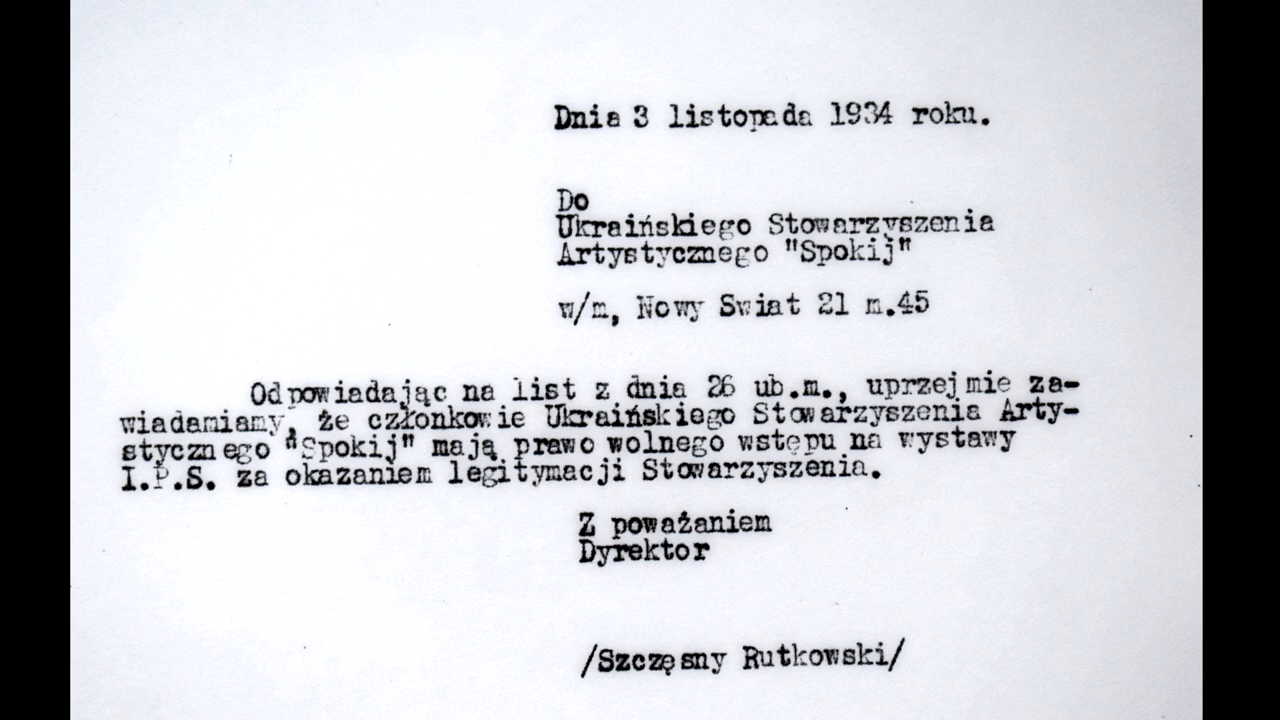 Dnia 3 listopada 1934 roku.
Do
Ukraińskiego Stowarzyszenia
Artystycznego "Spokij"
w/m, Nowy Swiat 21 m.45
Odpowiadając na list z dnia 26 ub.m., uprzejmie za-
wiadamiamy, że członkowie Ukraińskiego Stowarzyszenia Arty-
stycznego "Spokij" mają prawo wolnego wstępu na wystawy
I.P.S. za okazaniem legitymacji Stowarzyszenia.
Z poważaniem
Dyrektor
/Szczęsny Rutkowski/